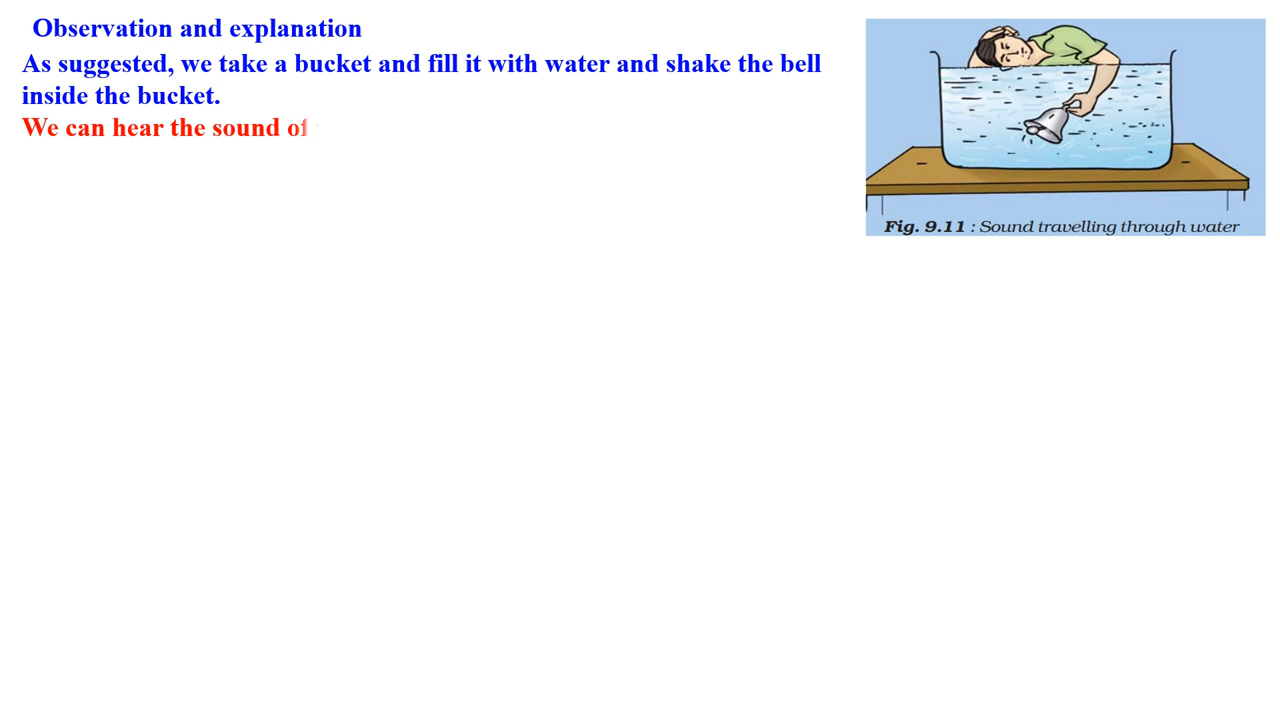 Observation and explanation
As suggested, we take a bucket and fill it with water and shake the bell
inside the bucket.
We can hear the sound of
Fig. 9.11 : Sound travelling through water